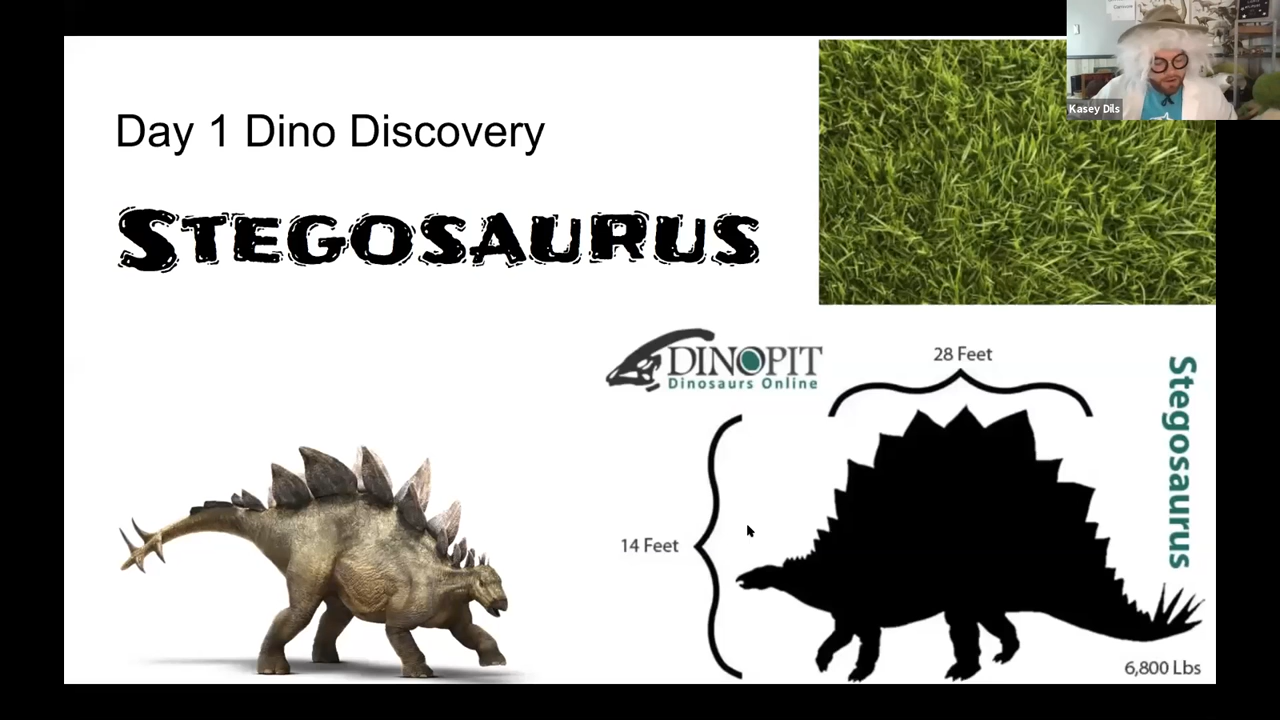 Day 1 Dino Discovery
STEGOSAURUS
Kasey Dils
DINOPIT
Dinosaurs Online
28 Feet
14 Feet
Stegosaurus
6,800 Lbs